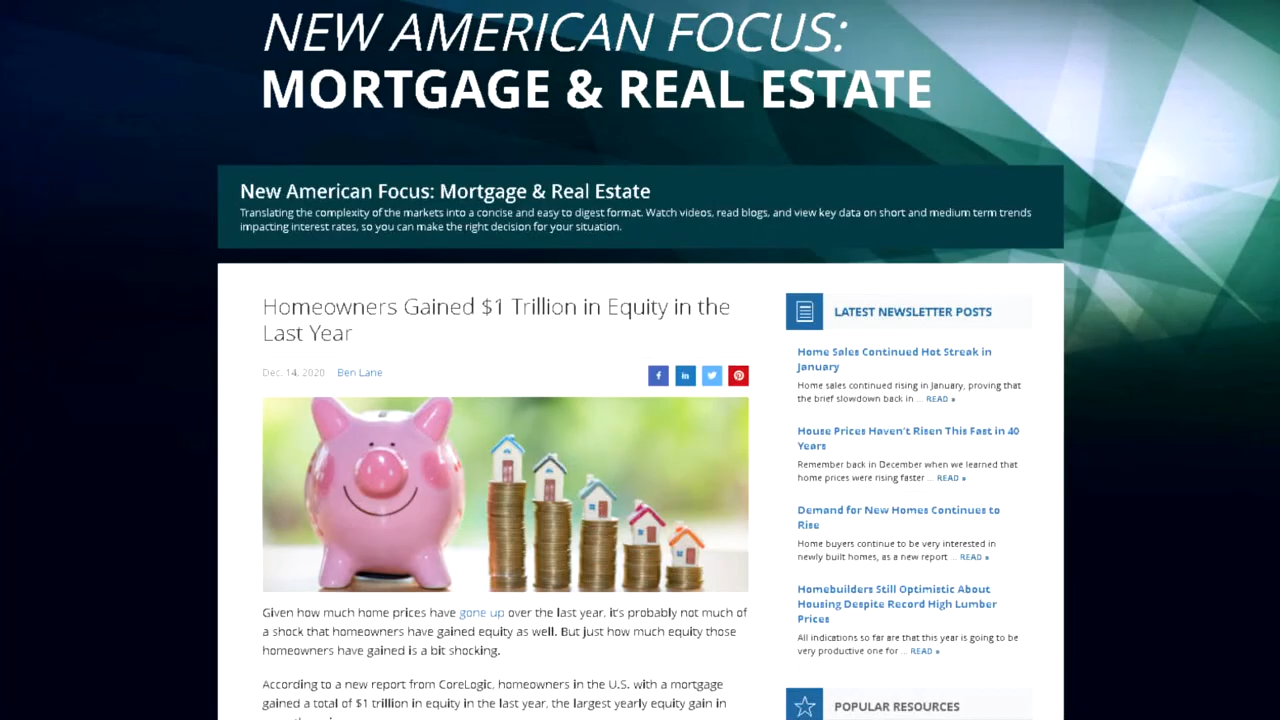 NEW AMERICAN FOCUS:
MORTGAGE & REAL ESTATE
New American Focus: Mortgage & Real Estate
Translating the complexity of the markets into a concise and easy to digest format. Watch videos, read blogs, and view key data on short and medium term trends
impacting interest rates, so you can make the right decision for your situation.
Homeowners Gained $1 Trillion in Equity in the
Last Year
Dec. 14, 2020 Ben Lane
Given how much home prices have gone up over the last year, it's probably not much of
a shock that homeowners have gained equity as well. But just how much equity those
homeowners have gained is a bit shocking.
According to a new report from CoreLogic, homeowners in the U.S. with a mortgage
gained a total of $1 trillion in equity in the last year, the largest yearly equity gain in
LATEST NEWSLETTER POSTS
Home Sales Continued Hot Streak in
January
Home sales continued rising in January, proving that
the brief slowdown back in ... READ »
House Prices Haven't Risen This Fast in 40
Years
Remember back in December when we learned that
home prices were rising faster ... READ »
Demand for New Homes Continues to
Rise
Home buyers continue to be very interested in
newly built homes, as a new report ... READ »
Homebuilders Still Optimistic About
Housing Despite Record High Lumber
Prices
All indications so far are that this year is going to be
very productive one for ... READ »
POPULAR RESOURCES